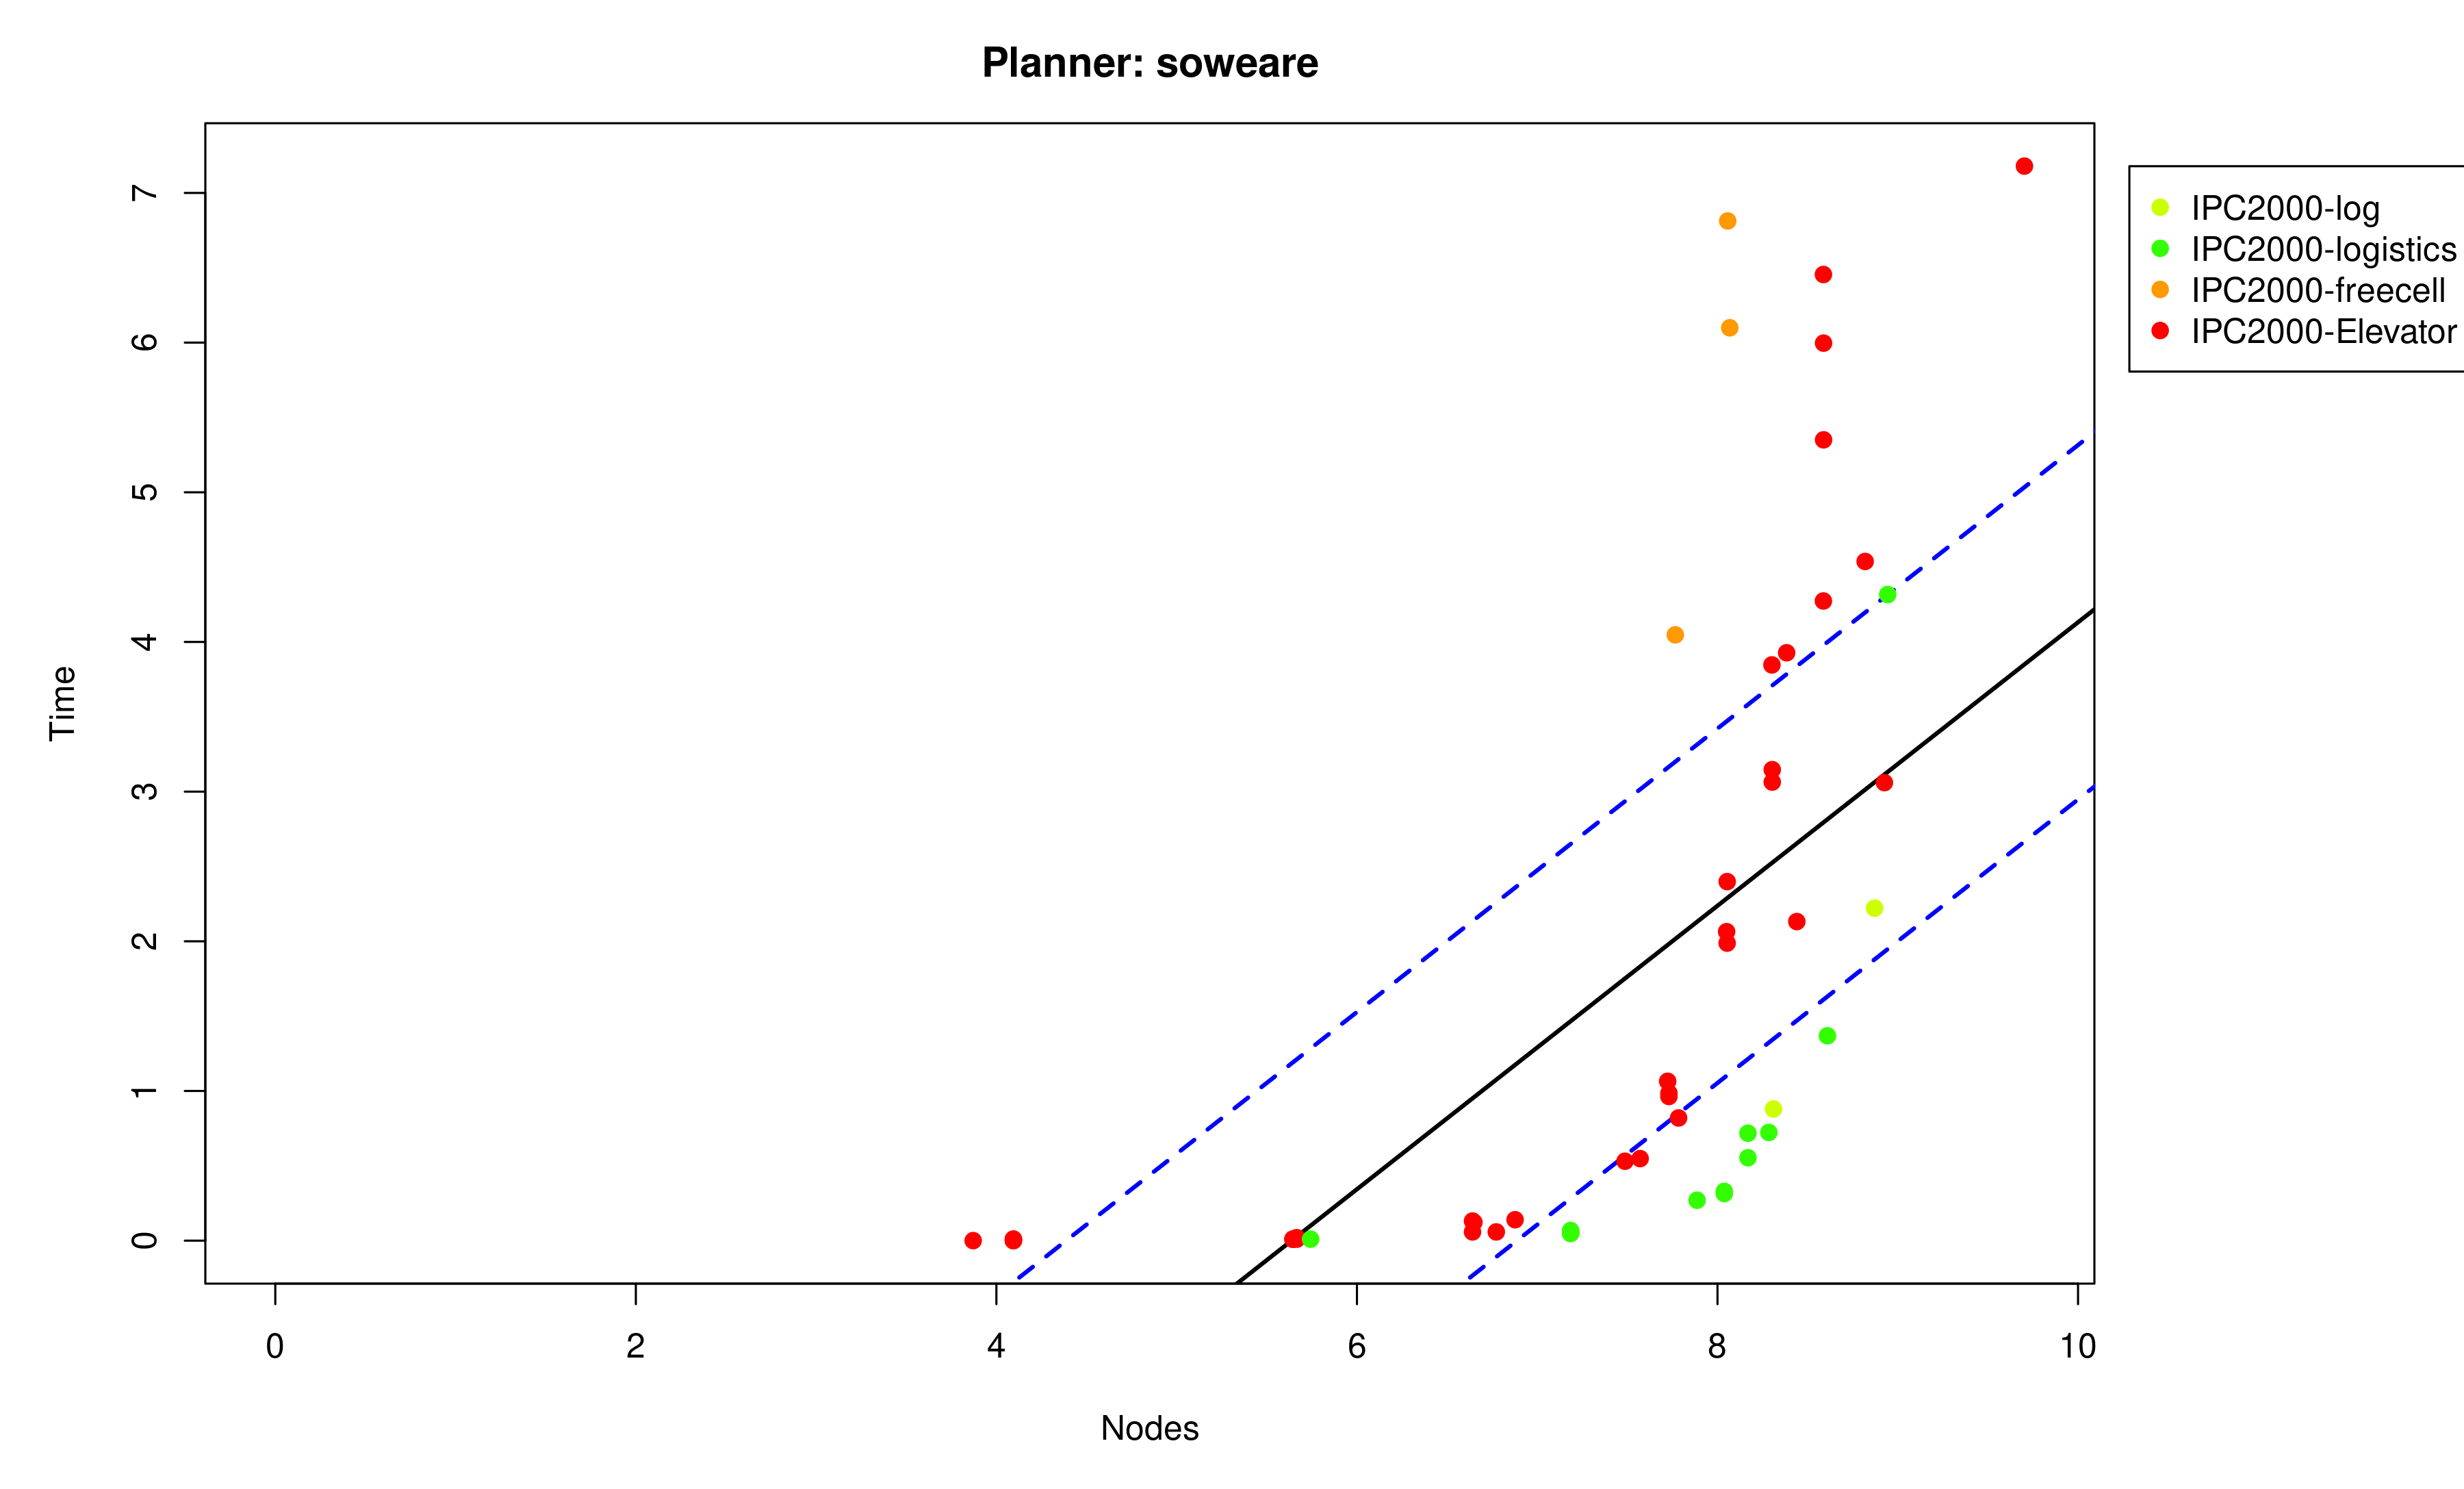 Planner: soweare
IPC2000-log
IPC2000-logistics
IPC2000-freecell
IPC2000-Elevator
7
6
5
4
3
2
1
0
Time
0 2 4 6 8 10
Nodes